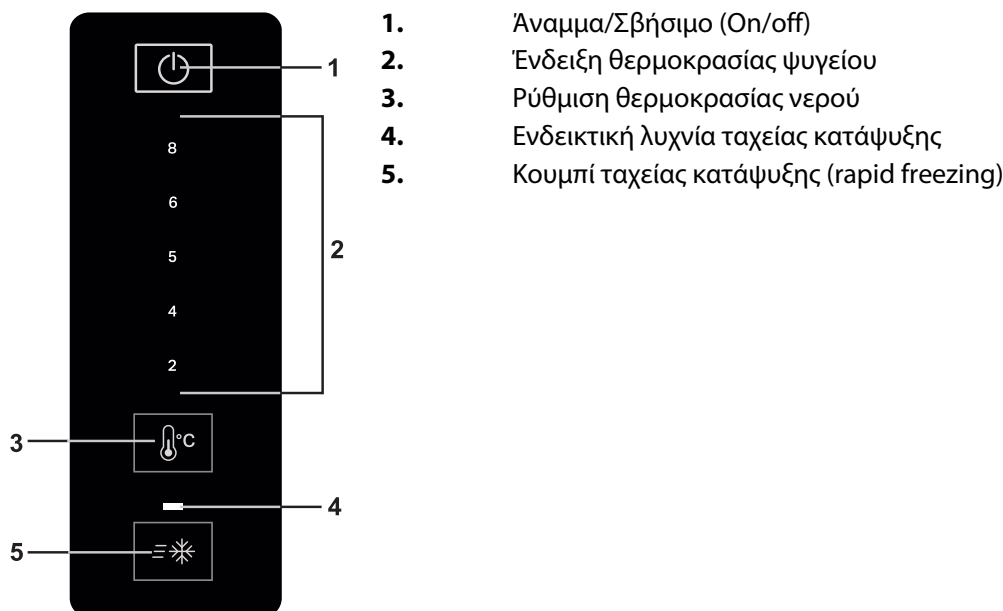 1
8
6
5
4
2
2
3
°C
4
5
1. Άναμμα/Σβήσιμο (On/off)
2. Ένδειξη θερμοκρασίας ψυγείου
3. Ρύθμιση θερμοκρασίας νερού
4. Ενδεικτική λυχνία ταχείας κατάψυξης
5. Κουμπί ταχείας κατάψυξης (rapid freezing)